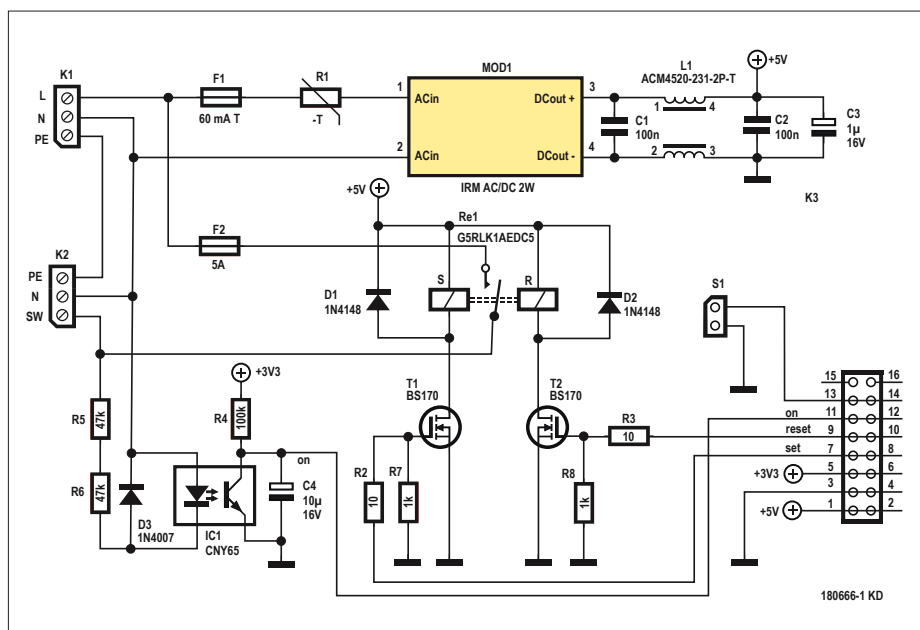 K1
L
N
PE
F1
60 mA T
R1
-T
MOD1
1
ACin
2
ACin
DCout +
3
DCout -
4
IRM AC/DC 2W
L1
ACM4520-231-2P-T
1
4
2
3
C1
100n
C2
100n
+5V
C3
1µ
16V
K3
K2
PE
N
SW
F2
5A
+5V
Re1
G5RLK1AEDC5
S
R
D1
1N4148
D2
1N4148
S1
+3V3
R4
100k
R5
47k
R6
47k
D3
1N4007
IC1
CNY65
on
C4
10µ
16V
T1
BS170
T2
BS170
R2
10
R7
1k
R8
1k
R3
10
15
16
13
14
on
11
12
reset
9
10
set
7
8
+3V3
5
6
3
4
+5V
1
2
180666-1 KD